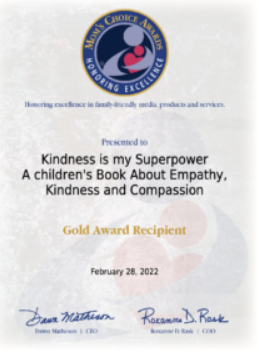 MOM'S CHOICE AWARDS
HONORING EXCELLENCE
Honoring excellence in family-friendly media, products and services.
Presented to
Kindness is my Superpower
A children's Book About Empathy,
Kindness and Compassion
Gold Award Recipient
February 28, 2022
Dawn Matheson
Roxanne D. Rask
Dawn Matheson | CEO
Roxanne D. Rask | COO